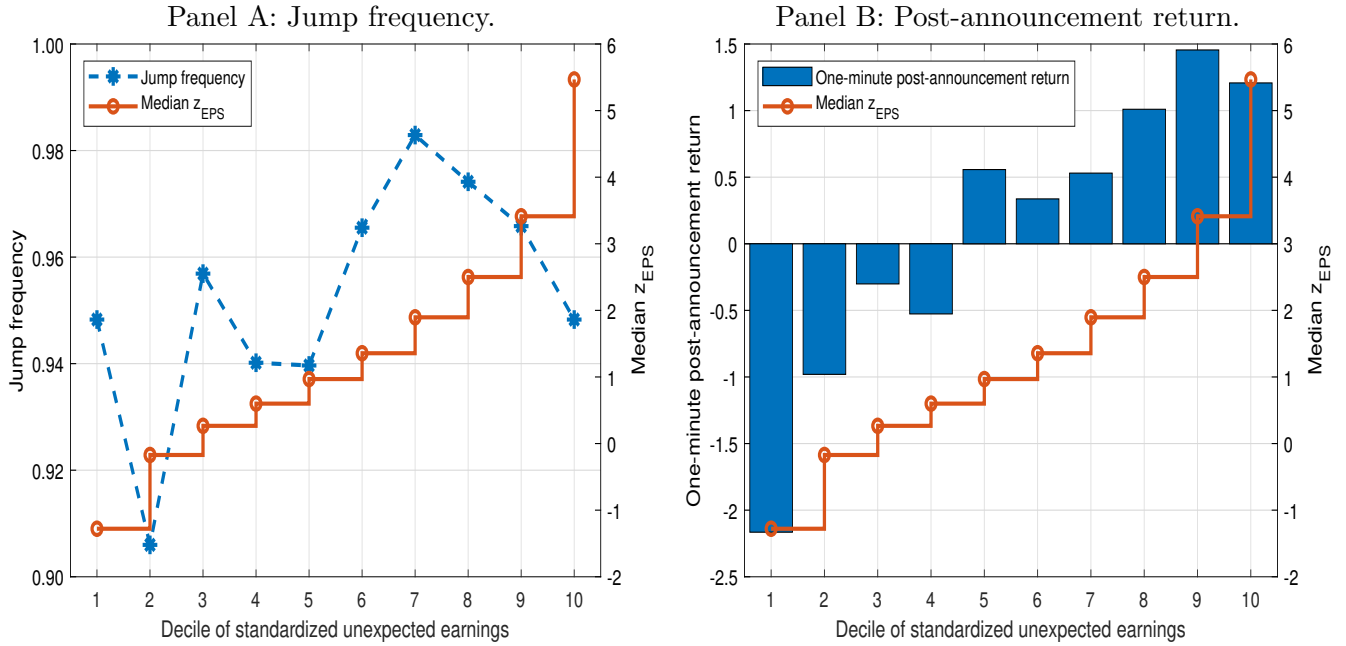 Panel A: Jump frequency.
1.00
0.98
0.96
0.94
0.92
0.90
Jump frequency
Jump frequency
Median z_EPS
6
5
4
3
2
1
0
-1
-2
Median z_EPS
1 2 3 4 5 6 7 8 9 10
Decile of standardized unexpected earnings
Panel B: Post-announcement return.
1.5
1
0.5
0
-0.5
-1
-1.5
-2
-2.5
One-minute post-announcement return
One-minute post-announcement return
Median z_EPS
6
5
4
3
2
1
0
-1
-2
Median z_EPS
1 2 3 4 5 6 7 8 9 10
Decile of standardized unexpected earnings